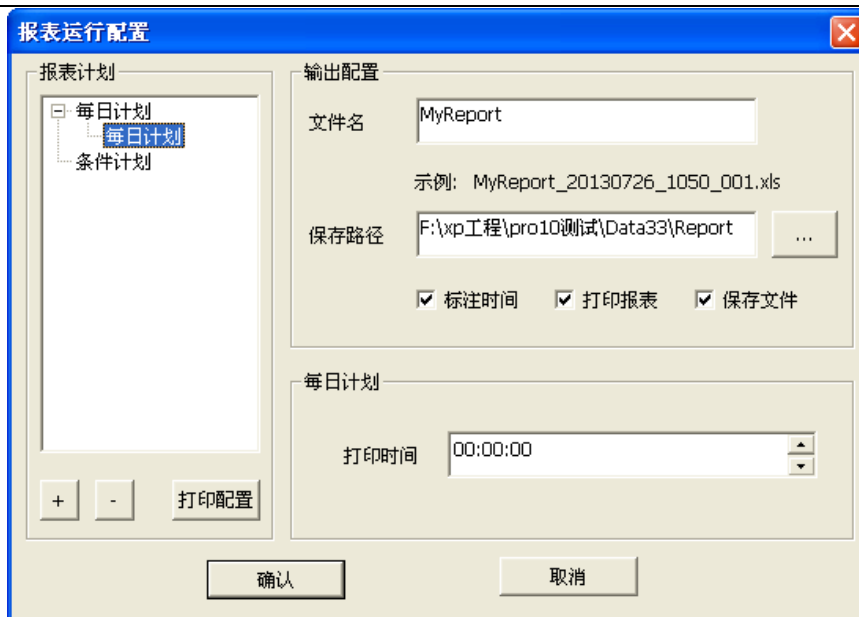 报表运行配置
报表计划
每日计划
每日计划
条件计划
+
-
打印配置
输出配置
文件名
MyReport
示例: MyReport_20130726_1050_001.xls
保存路径
F:\xp工程\pro10测试\Data33\Report
...
标注时间
打印报表
保存文件
每日计划
打印时间
00:00:00
确认
取消